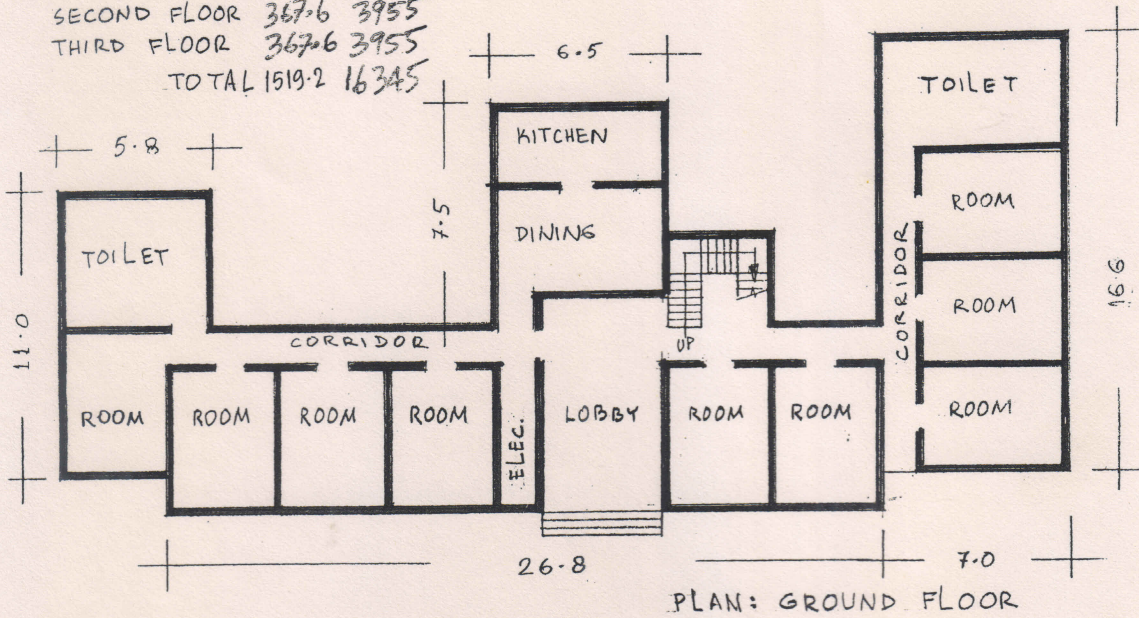 SECOND FLOOR 367.6 3955
THIRD FLOOR 367.6 3955
TOTAL 1519.2 16345
6.5
TOILET
5.8
KITCHEN
ROOM
7.5
DINING
TOILET
CORRIDOR
16.6
ROOM
11.0
CORRIDOR
UP
ROOM
ROOM
ROOM
ROOM
ELEC.
LOBBY
ROOM
ROOM
ROOM
26.8
7.0
PLAN: GROUND FLOOR